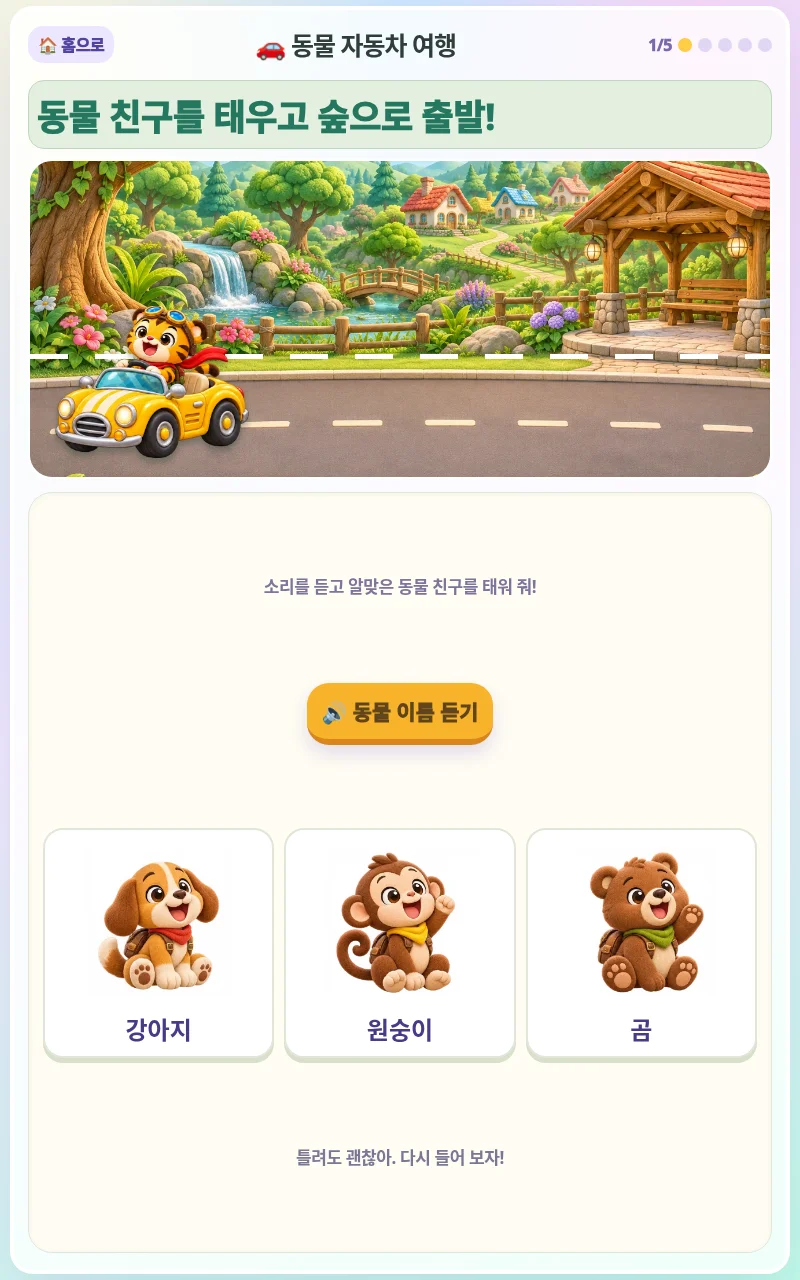 🏠 홈으로
🚗 동물 자동차 여행
1/5
동물 친구를 태우고 숲으로 출발!
소리를 듣고 알맞은 동물 친구를 태워 줘!
🔊 동물 이름 듣기
강아지
원숭이
곰
틀려도 괜찮아. 다시 들어 보자!